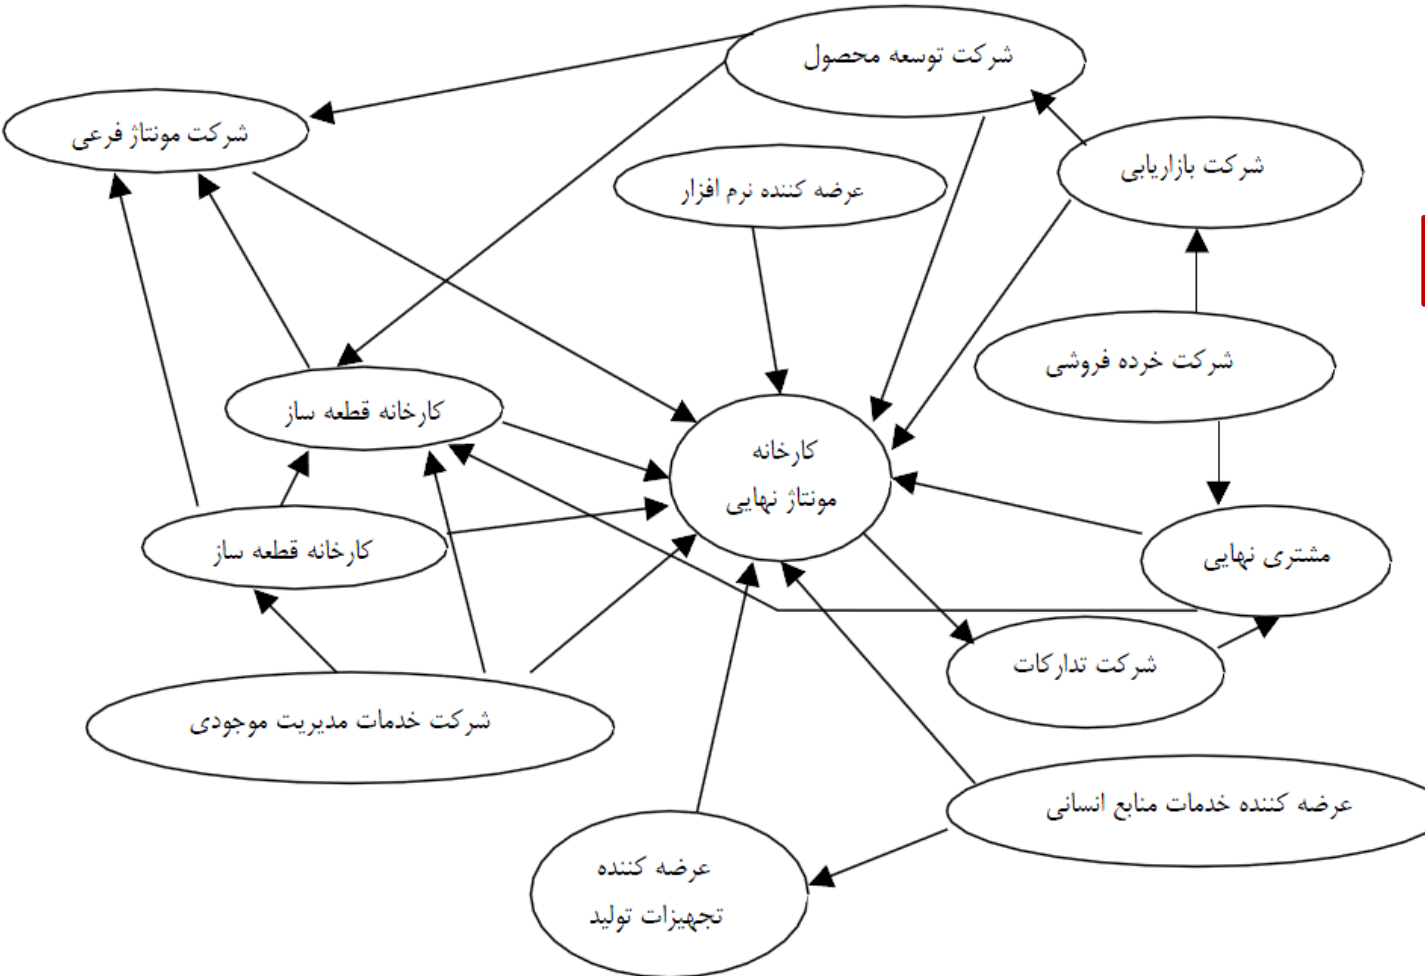 شرکت توسعه محصول
شرکت مونتاژ فرعی
شرکت بازاریابی
عرضه کننده نرم افزار
شرکت خرده فروشی
کارخانه قطعه ساز
کارخانه
مونتاژ نهایی
کارخانه قطعه ساز
مشتری نهایی
شرکت تدارکات
شرکت خدمات مدیریت موجودی
عرضه کننده خدمات منابع انسانی
عرضه کننده
تجهیزات تولید